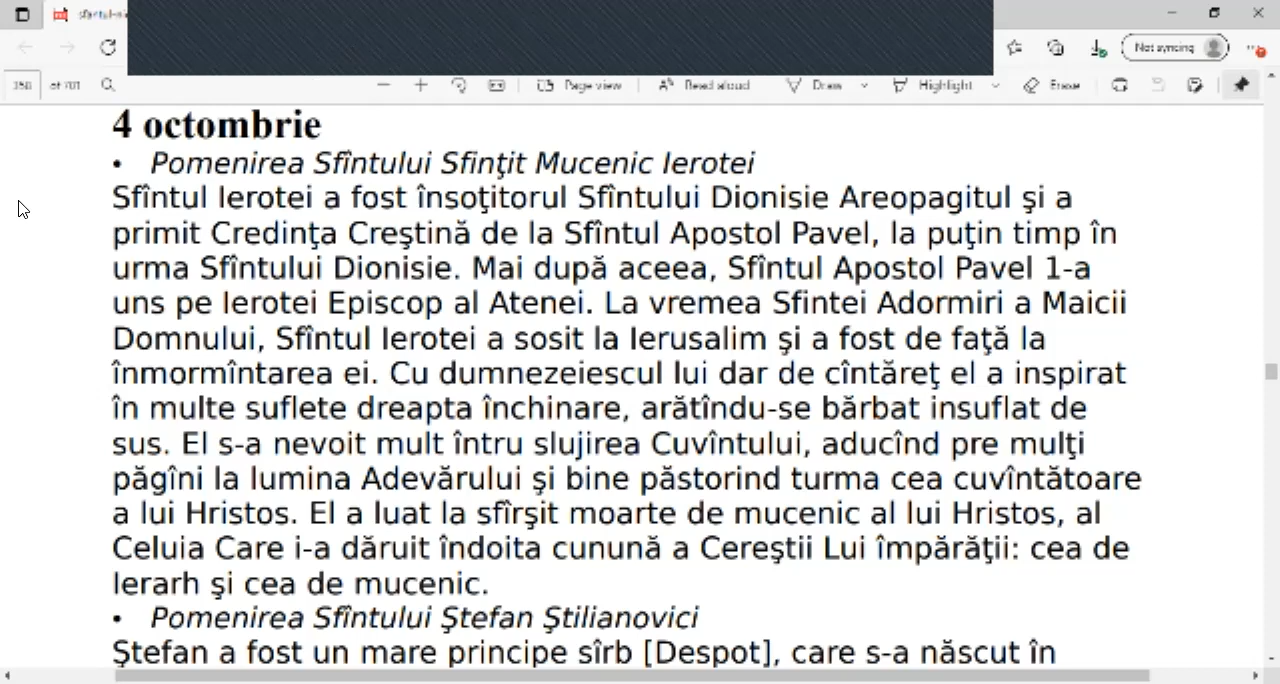 Not syncing
of 701
Page view
Read aloud
Draw
Highlight
Erase
4 octombrie
• Pomenirea Sfîntului Sfinţit Mucenic Ierotei
Sfîntul Ierotei a fost însoţitorul Sfîntului Dionisie Areopagitul şi a
primit Credinţa Creştină de la Sfîntul Apostol Pavel, la puţin timp în
urma Sfîntului Dionisie. Mai după aceea, Sfîntul Apostol Pavel 1-a
uns pe Ierotei Episcop al Atenei. La vremea Sfintei Adormiri a Maicii
Domnului, Sfîntul Ierotei a sosit la Ierusalim şi a fost de faţă la
înmormîntarea ei. Cu dumnezeiescul lui dar de cîntăreţ el a inspirat
în multe suflete dreapta închinare, arătîndu-se bărbat insuflat de
sus. El s-a nevoit mult întru slujirea Cuvîntului, aducînd pre mulţi
păgîni la lumina Adevărului şi bine păstorind turma cea cuvîntătoare
a lui Hristos. El a luat la sfîrşit moarte de mucenic al lui Hristos, al
Celuia Care i-a dăruit îndoita cunună a Cereştii Lui împărăţii: cea de
Ierarh şi cea de mucenic.
• Pomenirea Sfîntului Ştefan Ştilianovici
Ştefan a fost un mare principe sîrb [Despot], care s-a născut în